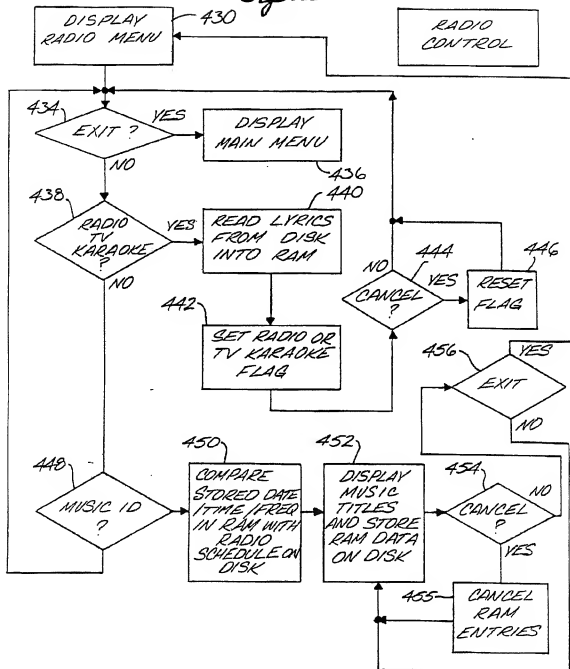 DISPLAY
RADIO MENU
430
RADIO
CONTROL
434
EXIT ?
YES
NO
DISPLAY
MAIN MENU
436
438
RADIO
TV
KARAOKE
?
YES
NO
440
READ LYRICS
FROM DISK
INTO RAM
442
SET RADIO OR
TV KARAOKE
FLAG
NO
444
CANCEL
?
YES
446
RESET
FLAG
456
YES
EXIT
NO
448
MUSIC ID
?
450
COMPARE
STORED DATE
/TIME/FREQ
IN RAM WITH
RADIO
SCHEDULE ON
DISK
452
DISPLAY
MUSIC
TITLES
AND STORE
RAM DATA
ON DISK
454
CANCEL
?
NO
YES
455
CANCEL
RAM
ENTRIES